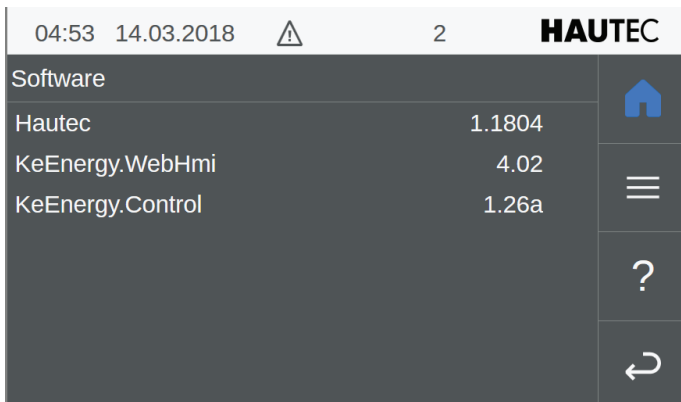 04:53 14.03.2018 2 HAUTEC
Software
Hautec 1.1804
KeEnergy.WebHmi 4.02
KeEnergy.Control 1.26a
?